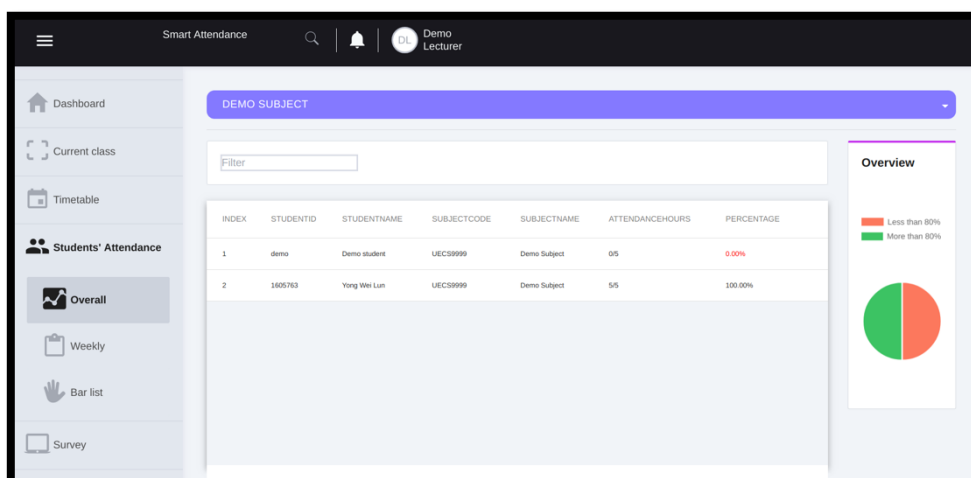 Smart Attendance
DL
Demo
Lecturer
Dashboard
Current class
Timetable
Students' Attendance
Overall
Weekly
Bar list
Survey
DEMO SUBJECT
Filter
INDEX STUDENTID STUDENTNAME SUBJECTCODE SUBJECTNAME ATTENDANCEHOURS PERCENTAGE
1 demo Demo student UECS9999 Demo Subject 0/5 0.00%
2 1605763 Yong Wei Lun UECS9999 Demo Subject 5/5 100.00%
Overview
Less than 80%
More than 80%